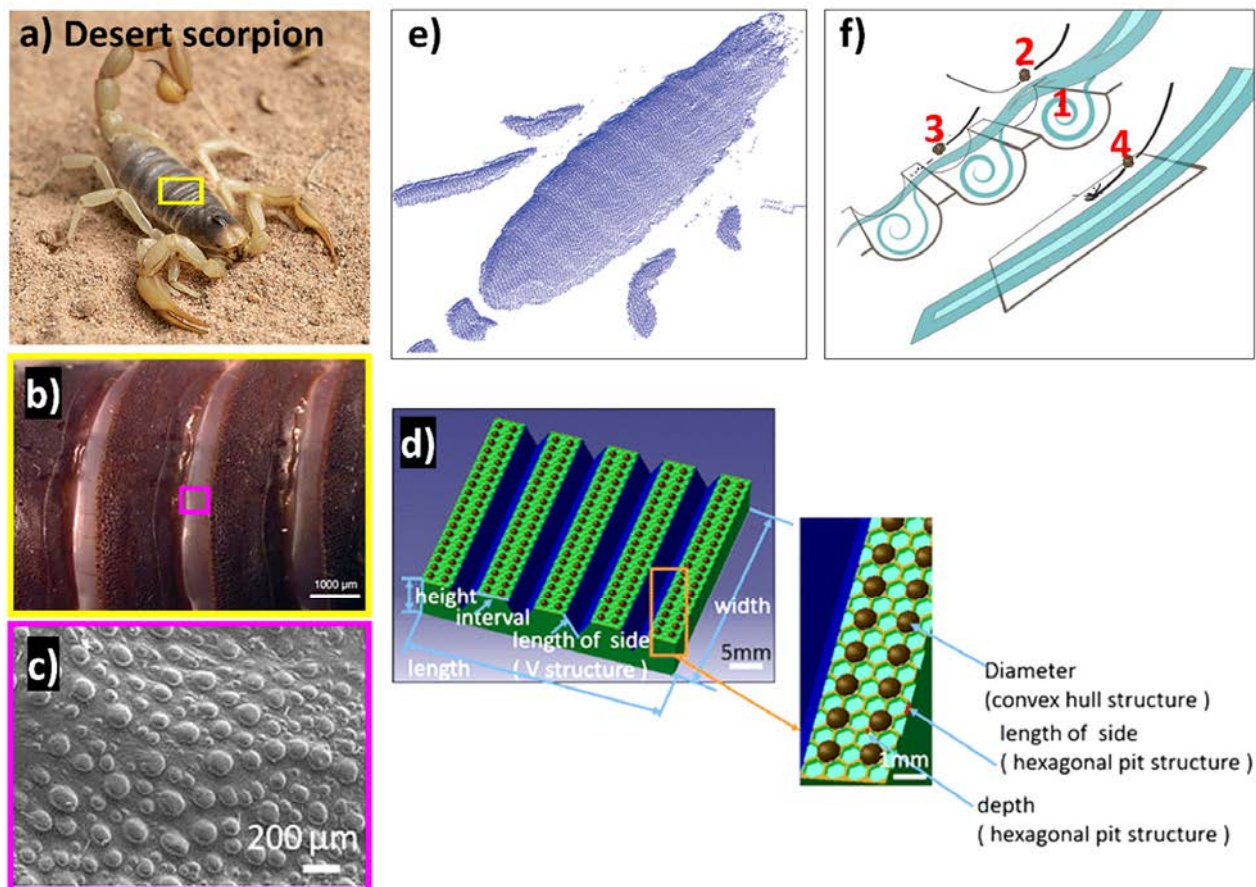 a) Desert scorpion
b)
1000 µm
c)
200 µm
e)
f)
2
1
3
4
d)
height
interval
length of side
( V structure )
length
width
5mm
1mm
Diameter
(convex hull structure )
length of side
( hexagonal pit structure )
depth
( hexagonal pit structure )